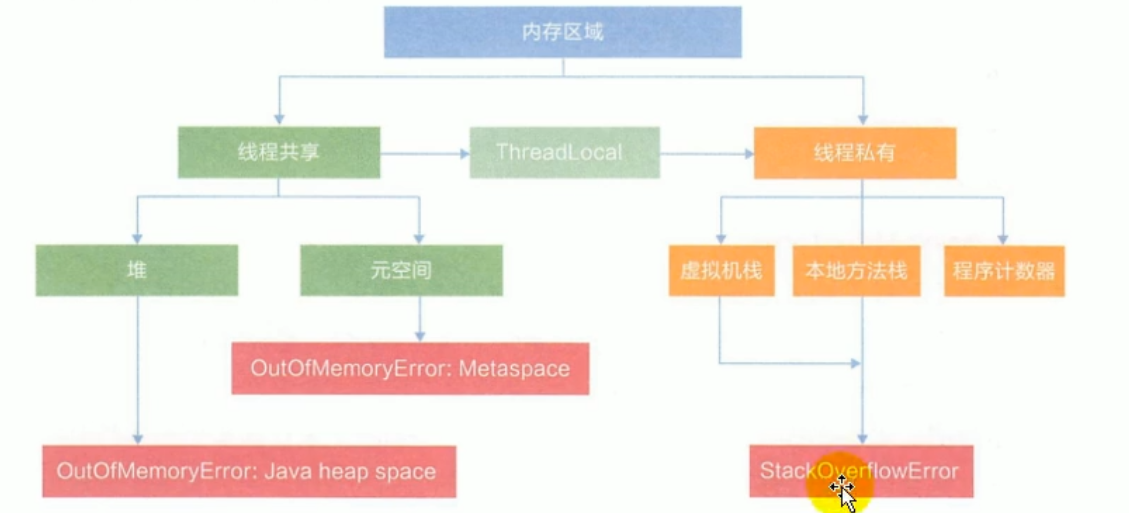 内存区域
线程共享
ThreadLocal
线程私有
堆
元空间
虚拟机栈
本地方法栈
程序计数器
OutOfMemoryError: Metaspace
OutOfMemoryError: Java heap space
StackOverflowError